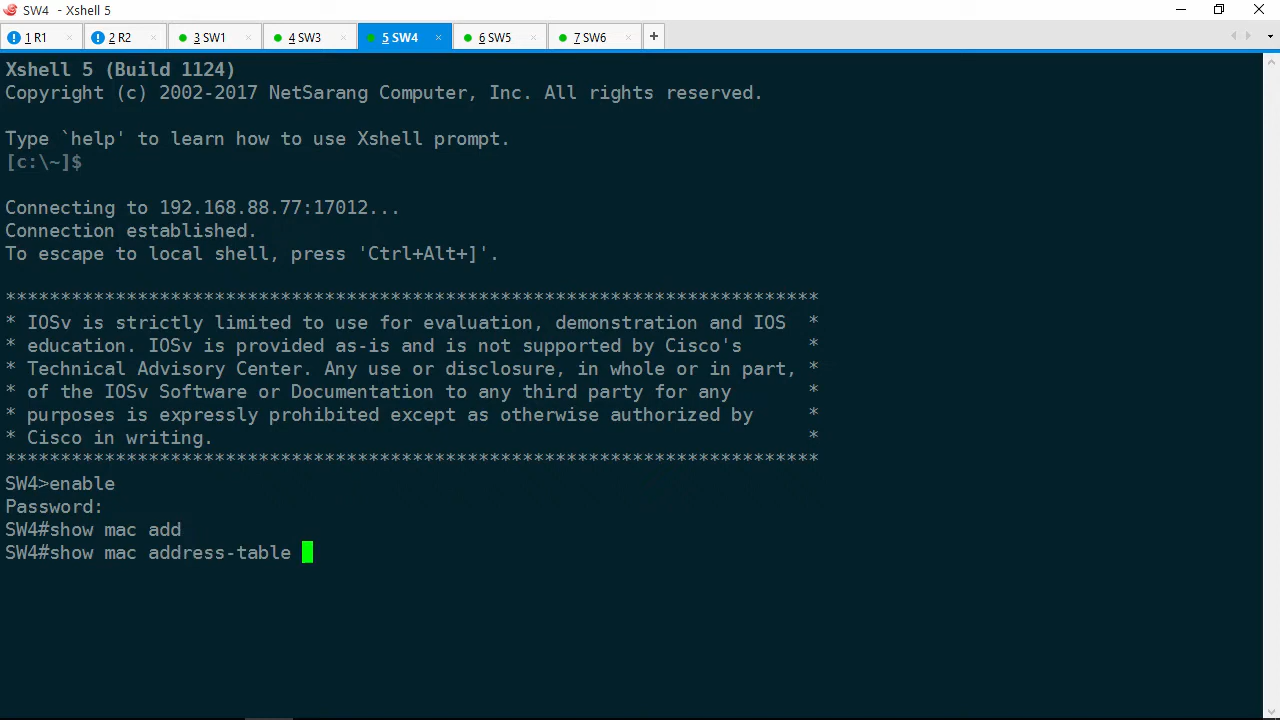 SW4 - Xshell 5
1 R1 2 R2 3 SW1 4 SW3 5 SW4 6 SW5 7 SW6 +
Xshell 5 (Build 1124)
Copyright (c) 2002-2017 NetSarang Computer, Inc. All rights reserved.
Type `help' to learn how to use Xshell prompt.
[c:\~]$
Connecting to 192.168.88.77:17012...
Connection established.
To escape to local shell, press 'Ctrl+Alt+]'.
**************************************************************************
* IOSv is strictly limited to use for evaluation, demonstration and IOS  *
* education. IOSv is provided as-is and is not supported by Cisco's      *
* Technical Advisory Center. Any use or disclosure, in whole or in part, *
* of the IOSv Software or Documentation to any third party for any       *
* purposes is expressly prohibited except as otherwise authorized by     *
* Cisco in writing.                                                      *
**************************************************************************
SW4>enable
Password:
SW4#show mac add
SW4#show mac address-table